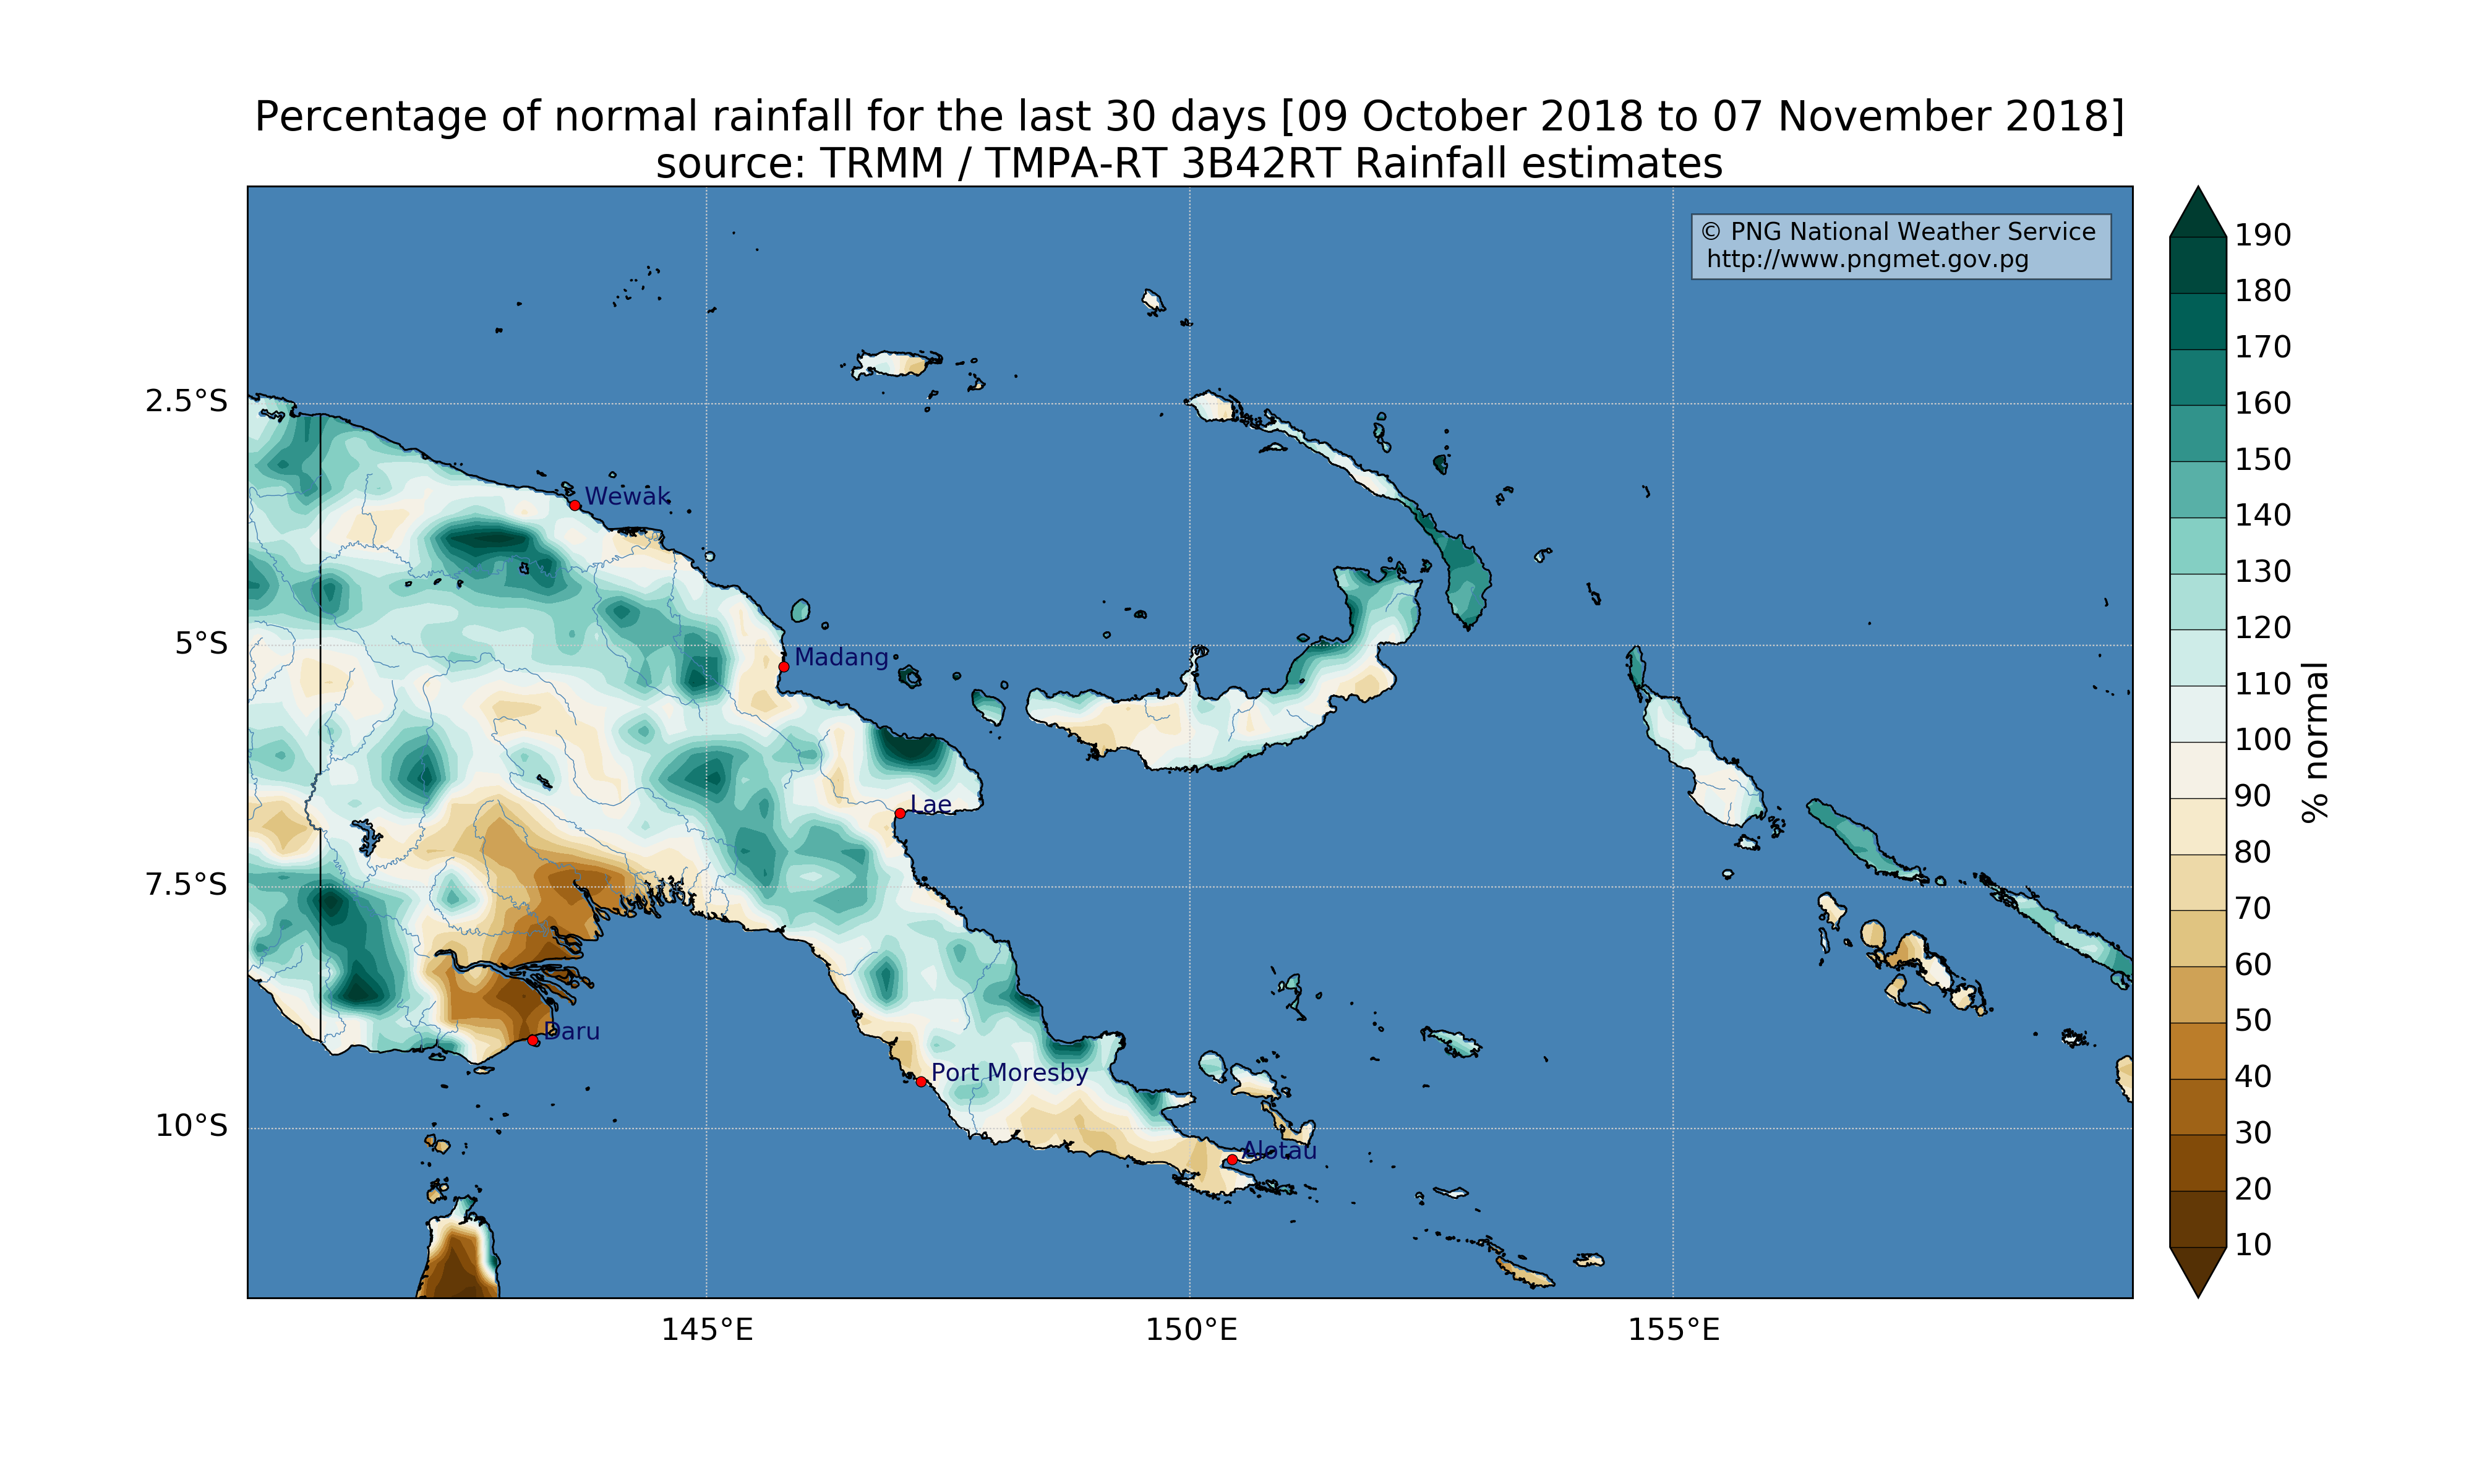 Percentage of normal rainfall for the last 30 days [09 October 2018 to 07 November 2018]
source: TRMM / TMPA-RT 3B42RT Rainfall estimates
© PNG National Weather Service
http://www.pngmet.gov.pg
190
180
170
160
150
140
130
120
110
100
90
80
70
60
50
40
30
20
10
% normal
2.5°S
5°S
7.5°S
10°S
Wewak
Madang
Lae
Daru
Port Moresby
Alotau
145°E
150°E
155°E